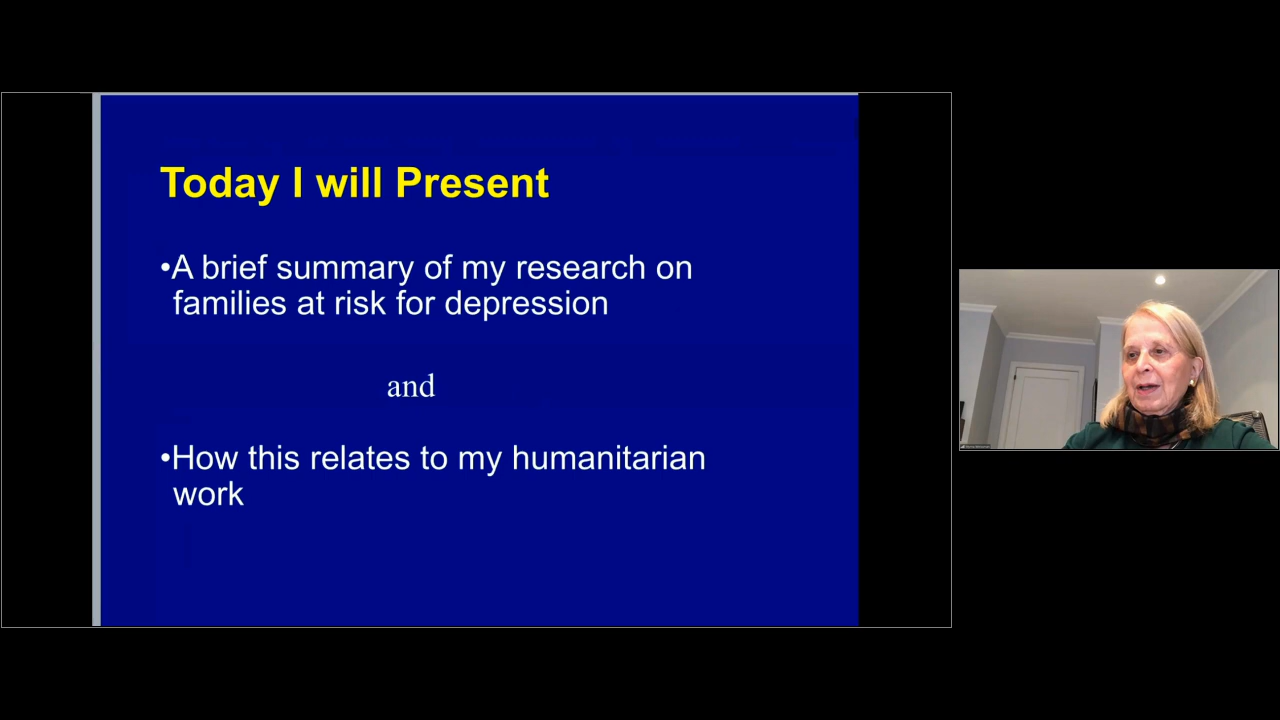 Today I will Present
•A brief summary of my research on
families at risk for depression
and
•How this relates to my humanitarian
work